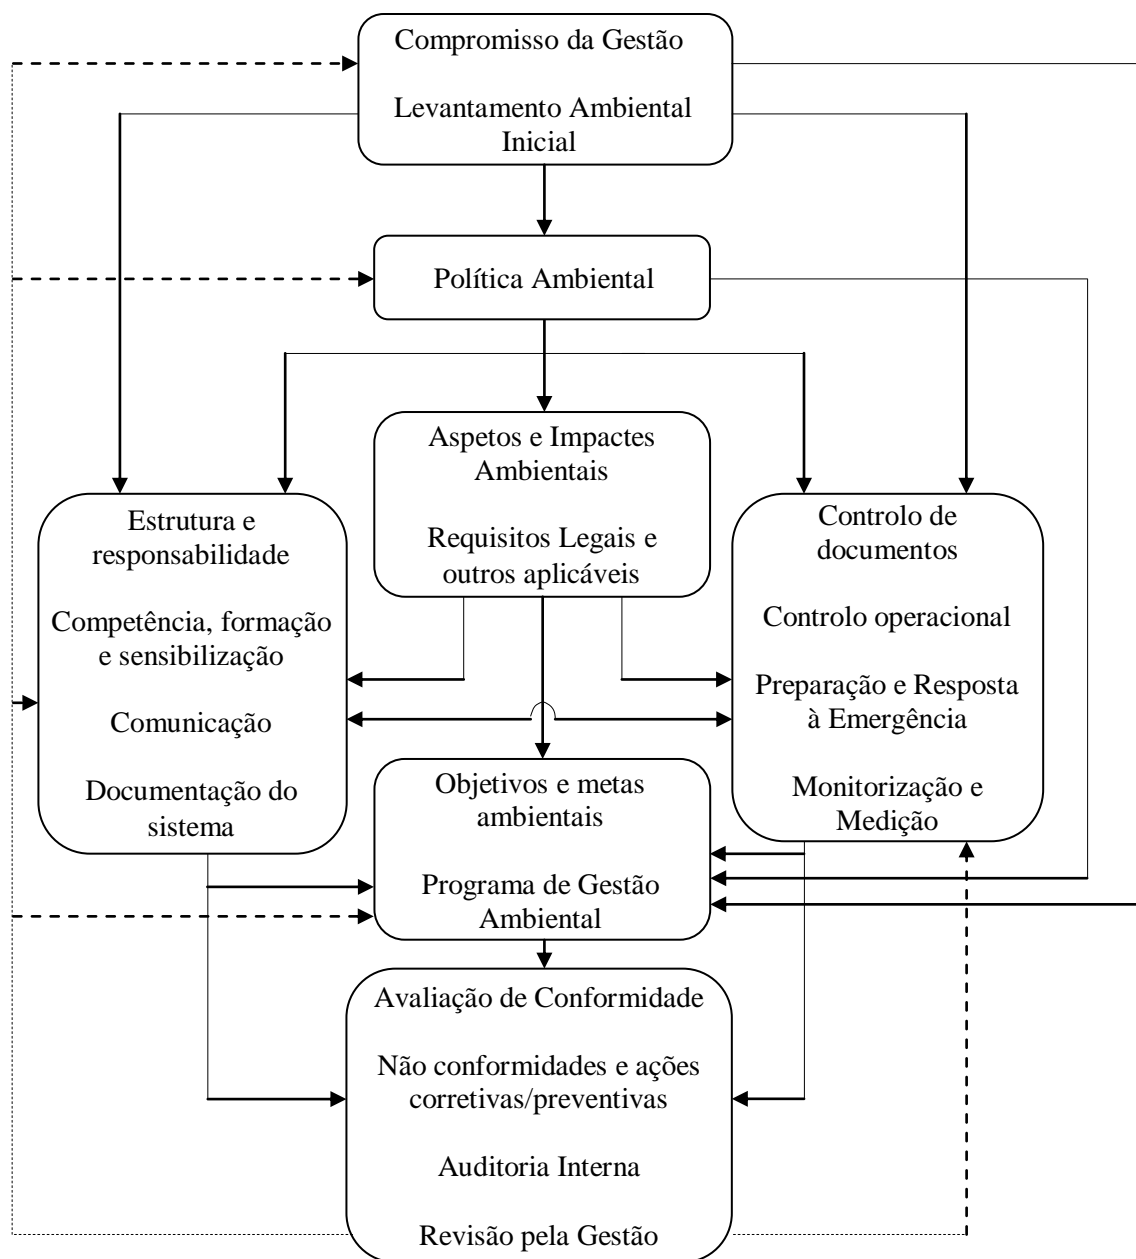 Compromisso da Gestão
Levantamento Ambiental
Inicial
Política Ambiental
Aspetos e Impactes
Ambientais
Requisitos Legais e
outros aplicáveis
Estrutura e
responsabilidade
Competência, formação
e sensibilização
Comunicação
Documentação do
sistema
Controlo de
documentos
Controlo operacional
Preparação e Resposta
à Emergência
Monitorização e
Medição
Objetivos e metas
ambientais
Programa de Gestão
Ambiental
Avaliação de Conformidade
Não conformidades e ações
corretivas/preventivas
Auditoria Interna
Revisão pela Gestão